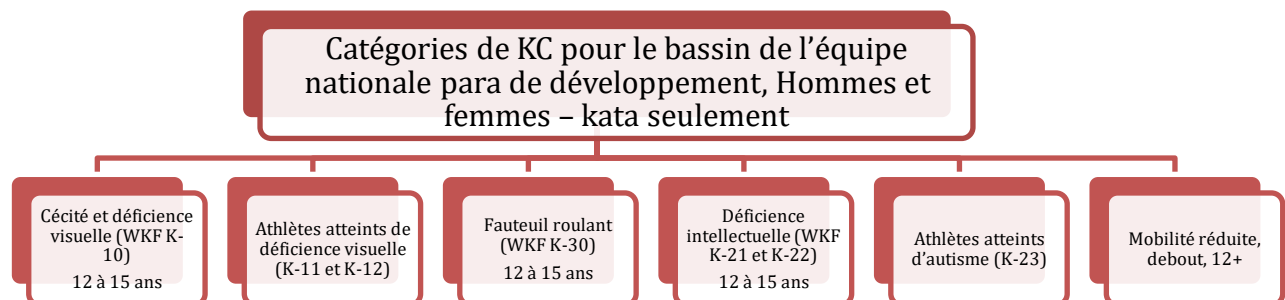 Catégories de KC pour le bassin de l’équipe
nationale para de développement, Hommes et
femmes – kata seulement
Cécité et déficience
visuelle (WKF K-
10)
12 à 15 ans
Athlètes atteints de
déficience visuelle
(K-11 et K-12)
Fauteuil roulant
(WKF K-30)
12 à 15 ans
Déficience
intellectuelle (WKF
K-21 et K-22)
12 à 15 ans
Athlètes atteints
d’autisme (K-23)
Mobilité réduite,
debout, 12+